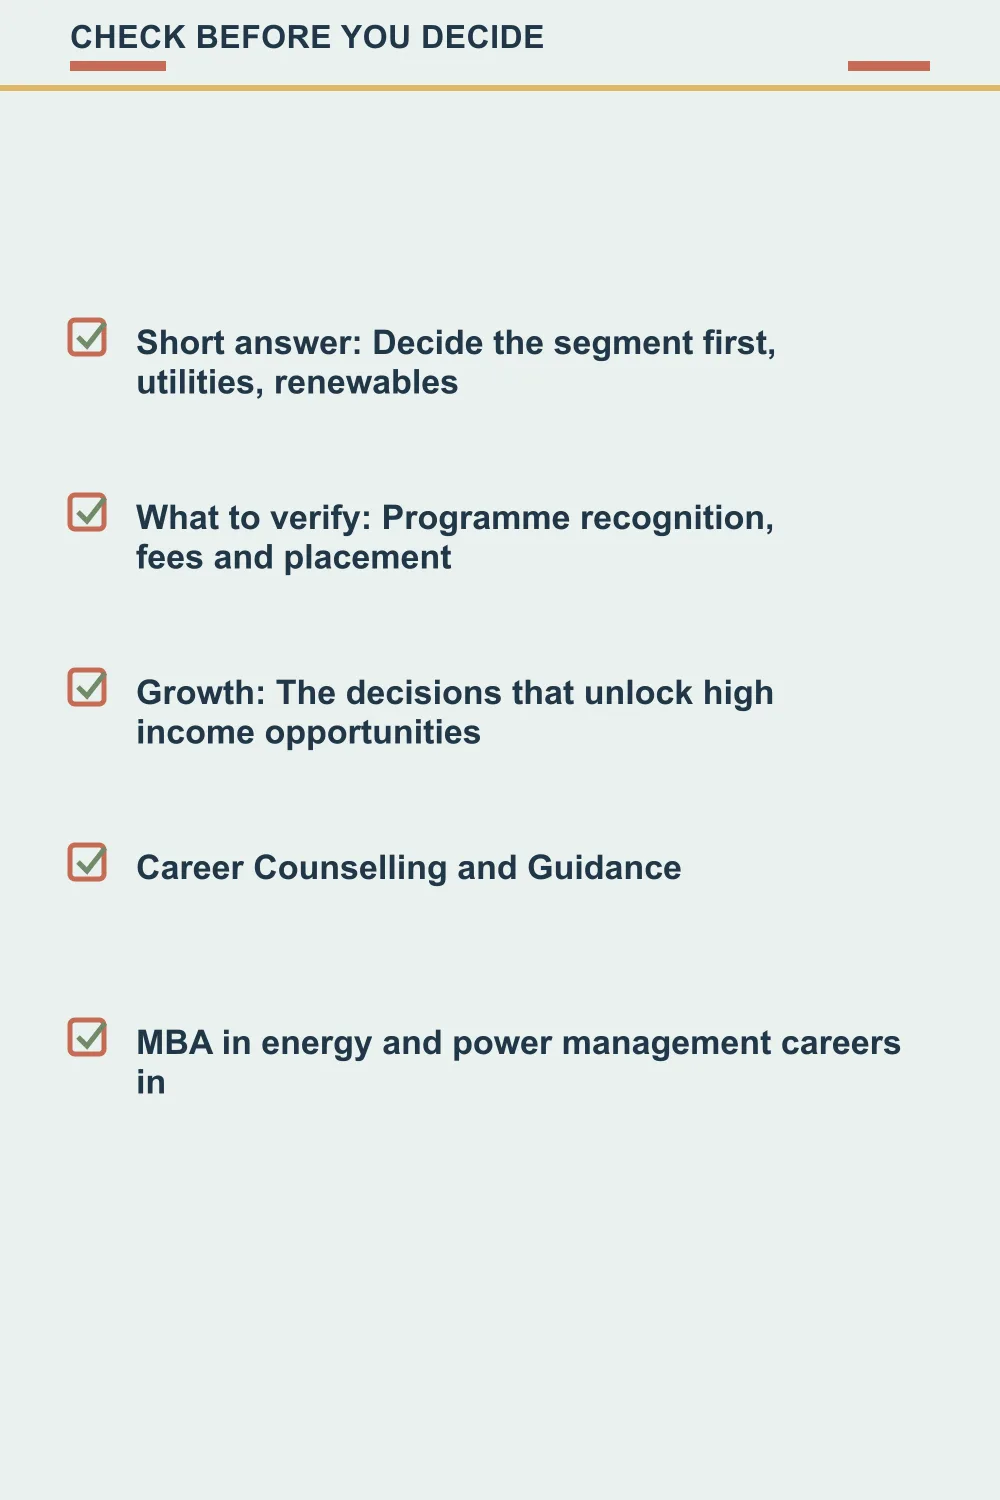 CHECK BEFORE YOU DECIDE
Short answer: Decide the segment first,
utilities, renewables
What to verify: Programme recognition,
fees and placement
Growth: The decisions that unlock high
income opportunities
Career Counselling and Guidance
MBA in energy and power management careers
in